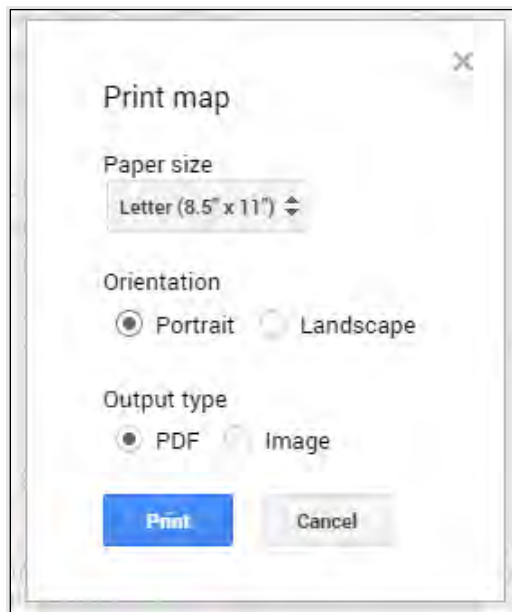 Print map
Paper size
Letter (8.5" x 11")
Orientation
Portrait Landscape
Output type
PDF Image
Print Cancel